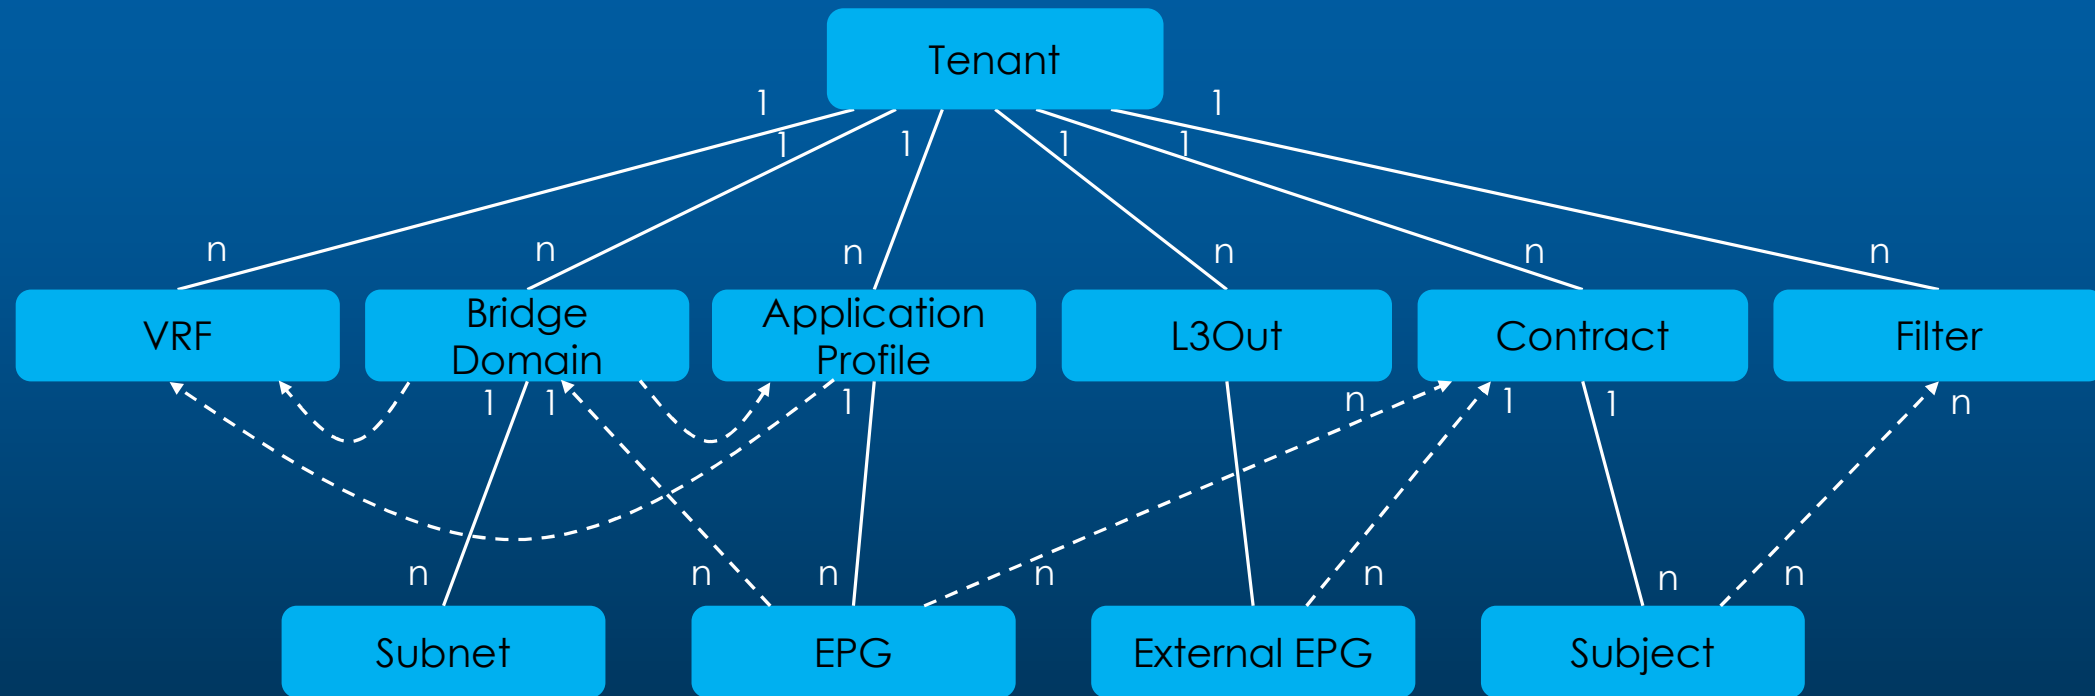 Tenant
1
1
1
1
1
1
n
n
n
n
n
n
VRF
Bridge
Domain
Application
Profile
L3Out
Contract
Filter
1
1
1
n
1
1
n
n
n
n
n
n
n
n
Subnet
EPG
External EPG
Subject